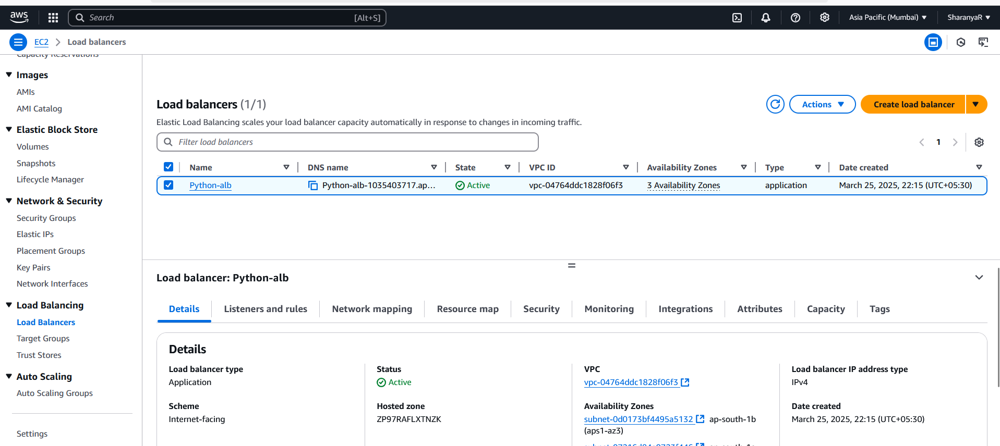 aws
Search [Alt+S]
Asia Pacific (Mumbai)
SharanyaR
EC2 Load balancers
Capacity Reservations
Images
AMIs
AMI Catalog
Elastic Block Store
Volumes
Snapshots
Lifecycle Manager
Network & Security
Security Groups
Elastic IPs
Placement Groups
Key Pairs
Network Interfaces
Load Balancing
Load Balancers
Target Groups
Trust Stores
Auto Scaling
Auto Scaling Groups
Settings
Load balancers (1/1)
Actions
Create load balancer
Elastic Load Balancing scales your load balancer capacity automatically in response to changes in incoming traffic.
Filter load balancers
1
Name DNS name State VPC ID Availability Zones Type Date created
Python-alb Python-alb-1035403717.ap... Active vpc-04764ddc1828f06f3 3 Availability Zones application March 25, 2025, 22:15 (UTC+05:30)
Load balancer: Python-alb
Details Listeners and rules Network mapping Resource map Security Monitoring Integrations Attributes Capacity Tags
Details
Load balancer type
Application
Scheme
Internet-facing
Status
Active
Hosted zone
ZP97RAFLXTNZK
VPC
vpc-04764ddc1828f06f3
Availability Zones
subnet-0d0173bf4495a5132 ap-south-1b
(aps1-az3)
Load balancer IP address type
IPv4
Date created
March 25, 2025, 22:15 (UTC+05:30)